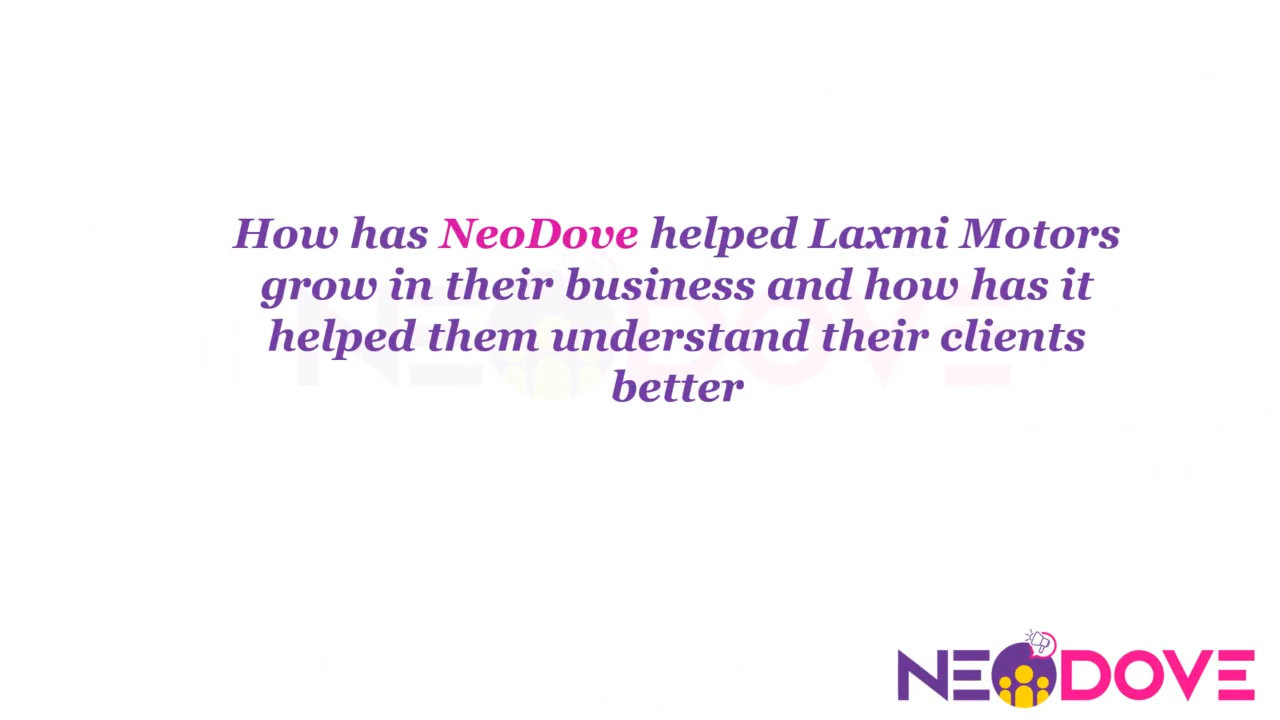 How has NeoDove helped Laxmi Motors
grow in their business and how has it
helped them understand their clients
better
NEODOVE
NEODOVE